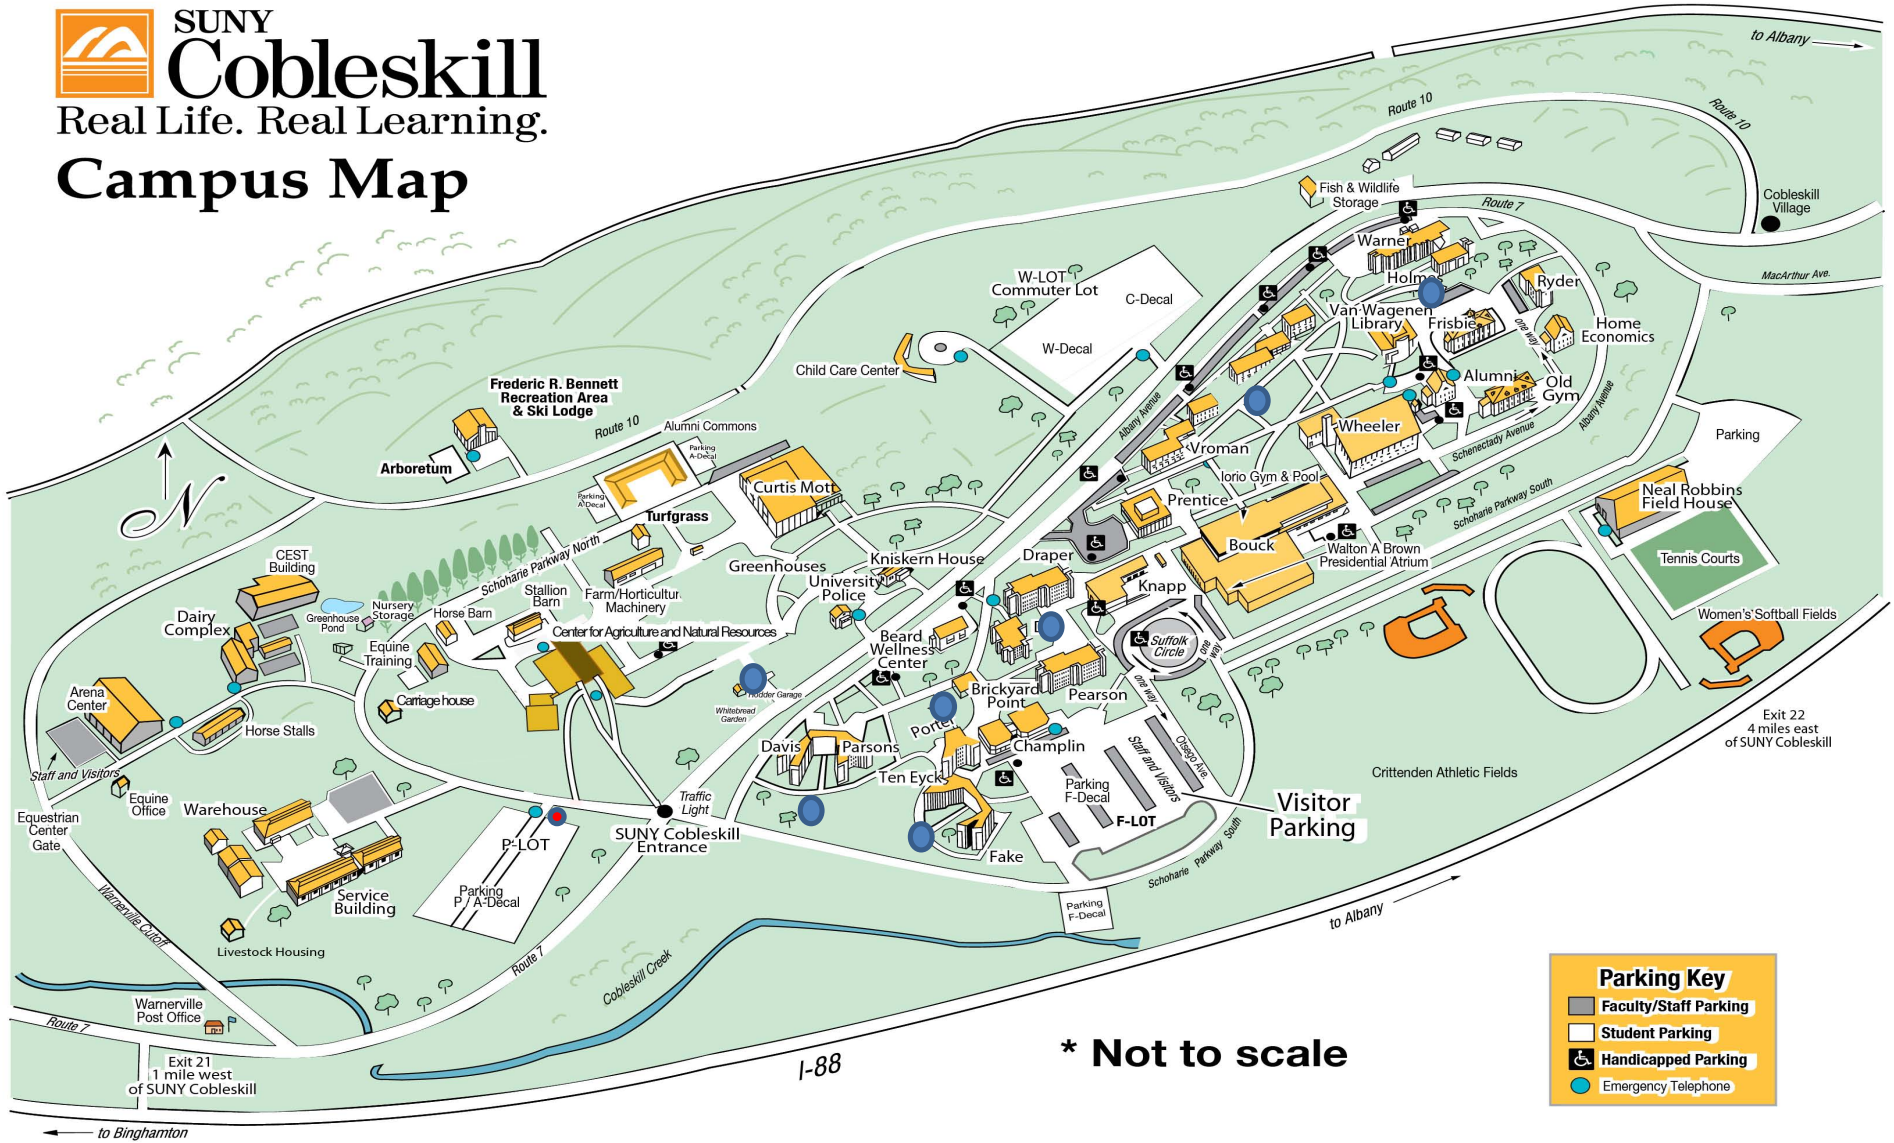 SUNY
Cobleskill
Real Life. Real Learning.
Campus Map
to Albany
Route 10
Route 10
Fish & Wildlife
Storage
Route 7
Cobleskill
Village
MacArthur Ave.
Warner
Ryder
Van Wagenen
Library
Frisbie
one way
Home
Economics
W-LOT
Commuter Lot
C-Decal
W-Decal
Child Care Center
Alumni
Old
Gym
Albany Avenue
Albany Avenue
Wheeler
Schenectady Avenue
Parking
Frederic R. Bennett
Recreation Area
& Ski Lodge
Arboretum
Route 10
Alumni Commons
Parking
A-Decal
Parking
A-Decal
Curtis Mott
Vroman
Iorio Gym & Pool
Prentice
Schoharie Parkway South
Neal Robbins
Field House
N
Turfgrass
Schoharie Parkway North
Greenhouses
Kniskern House
Draper
Bouck
Walton A Brown
Presidential Atrium
Tennis Courts
CEST
Building
University
Police
Knapp
Farm/Horticultur
Machinery
Stallion
Barn
Horse Barn
Nursery
Storage
Greenhouse
Pond
Dairy
Complex
Center for Agriculture and Natural Resources
Suffolk
Circle
one way
Women's Softball Fields
Equine
Training
Beard
Wellness
Center
Arena
Center
Carriage house
Horse Stalls
Hodder Garage
Whitebread
Garden
Brickyard
Point
Pearson
one way
Porter
Davis
Parsons
Champlin
Otsego Ave.
Staff and Visitors
Exit 22
4 miles east
of SUNY Cobleskill
Staff and Visitors
Equine
Office
Ten Eyck
Parking
F-Decal
Crittenden Athletic Fields
Warehouse
Traffic
Light
Visitor
Parking
Equestrian
Center
Gate
SUNY Cobleskill
Entrance
P-LOT
F-LOT
Fake
Schoharie Parkway South
Parking
P / A-Decal
Service
Building
Parking
F-Decal
Warnerville Cutoff
Livestock Housing
Route 7
Cobleskill Creek
to Albany
Warnerville
Post Office
Route 7
Exit 21
1 mile west
of SUNY Cobleskill
I-88
* Not to scale
to Binghamton
Parking Key
Faculty/Staff Parking
Student Parking
Handicapped Parking
Emergency Telephone